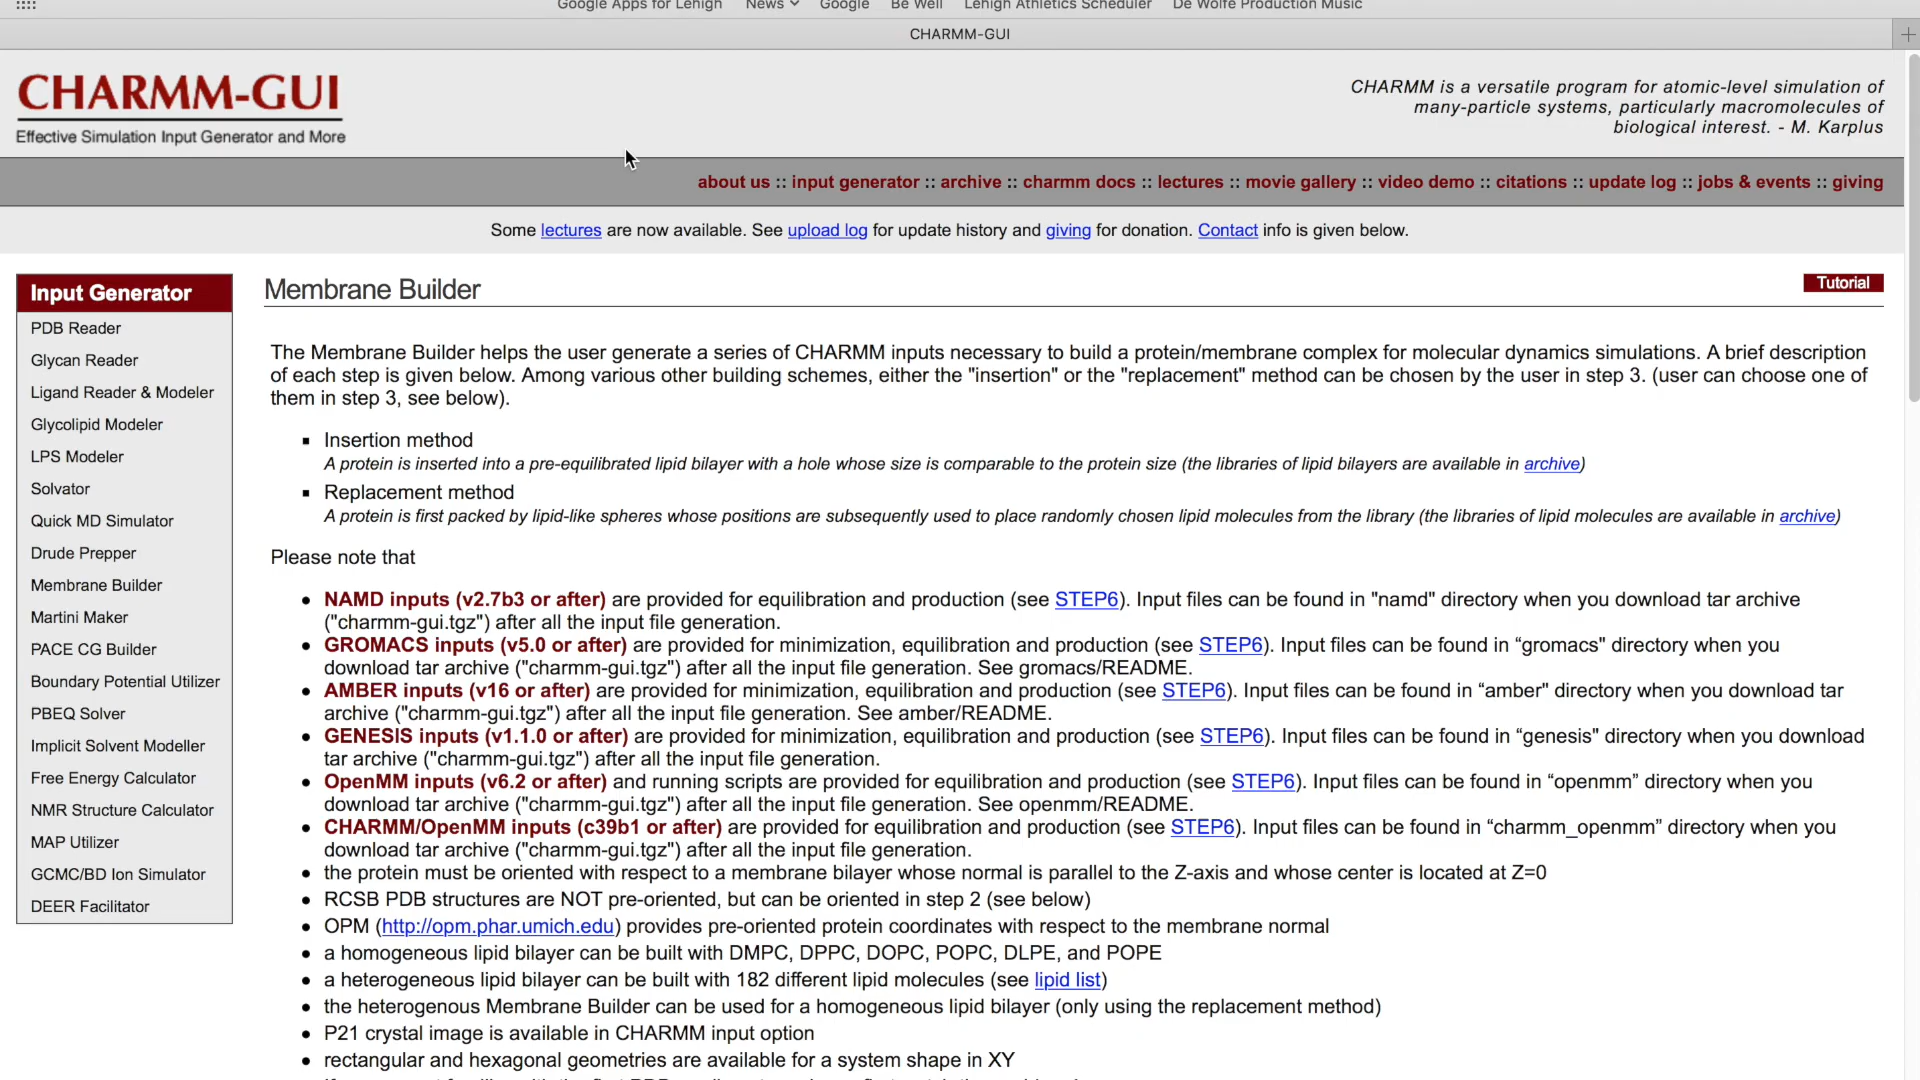 Google Apps for Lehigh News Google Be Well Lehigh Athletics Scheduler De Wolfe Production Music
CHARMM-GUI
CHARMM-GUI
Effective Simulation Input Generator and More
CHARMM is a versatile program for atomic-level simulation of
many-particle systems, particularly macromolecules of
biological interest. - M. Karplus
about us :: input generator :: archive :: charmm docs :: lectures :: movie gallery :: video demo :: citations :: update log :: jobs & events :: giving
Some lectures are now available. See upload log for update history and giving for donation. Contact info is given below.
Input Generator
PDB Reader
Glycan Reader
Ligand Reader & Modeler
Glycolipid Modeler
LPS Modeler
Solvator
Quick MD Simulator
Drude Prepper
Membrane Builder
Martini Maker
PACE CG Builder
Boundary Potential Utilizer
PBEQ Solver
Implicit Solvent Modeller
Free Energy Calculator
NMR Structure Calculator
MAP Utilizer
GCMC/BD Ion Simulator
DEER Facilitator
Membrane Builder
Tutorial
The Membrane Builder helps the user generate a series of CHARMM inputs necessary to build a protein/membrane complex for molecular dynamics simulations. A brief description
of each step is given below. Among various other building schemes, either the "insertion" or the "replacement" method can be chosen by the user in step 3. (user can choose one of
them in step 3, see below).
▪ Insertion method
A protein is inserted into a pre-equilibrated lipid bilayer with a hole whose size is comparable to the protein size (the libraries of lipid bilayers are available in archive)
▪ Replacement method
A protein is first packed by lipid-like spheres whose positions are subsequently used to place randomly chosen lipid molecules from the library (the libraries of lipid molecules are available in archive)
Please note that
• NAMD inputs (v2.7b3 or after) are provided for equilibration and production (see STEP6). Input files can be found in "namd" directory when you download tar archive
("charmm-gui.tgz") after all the input file generation.
• GROMACS inputs (v5.0 or after) are provided for minimization, equilibration and production (see STEP6). Input files can be found in “gromacs" directory when you
download tar archive ("charmm-gui.tgz") after all the input file generation. See gromacs/README.
• AMBER inputs (v16 or after) are provided for minimization, equilibration and production (see STEP6). Input files can be found in “amber" directory when you download tar
archive ("charmm-gui.tgz") after all the input file generation. See amber/README.
• GENESIS inputs (v1.1.0 or after) are provided for minimization, equilibration and production (see STEP6). Input files can be found in “genesis" directory when you download
tar archive ("charmm-gui.tgz") after all the input file generation.
• OpenMM inputs (v6.2 or after) and running scripts are provided for equilibration and production (see STEP6). Input files can be found in “openmm” directory when you
download tar archive ("charmm-gui.tgz") after all the input file generation. See openmm/README.
• CHARMM/OpenMM inputs (c39b1 or after) are provided for equilibration and production (see STEP6). Input files can be found in “charmm_openmm” directory when you
download tar archive ("charmm-gui.tgz") after all the input file generation.
• the protein must be oriented with respect to a membrane bilayer whose normal is parallel to the Z-axis and whose center is located at Z=0
• RCSB PDB structures are NOT pre-oriented, but can be oriented in step 2 (see below)
• OPM (http://opm.phar.umich.edu) provides pre-oriented protein coordinates with respect to the membrane normal
• a homogeneous lipid bilayer can be built with DMPC, DPPC, DOPC, POPC, DLPE, and POPE
• a heterogeneous lipid bilayer can be built with 182 different lipid molecules (see lipid list)
• the heterogenous Membrane Builder can be used for a homogeneous lipid bilayer (only using the replacement method)
• P21 crystal image is available in CHARMM input option
• rectangular and hexagonal geometries are available for a system shape in XY